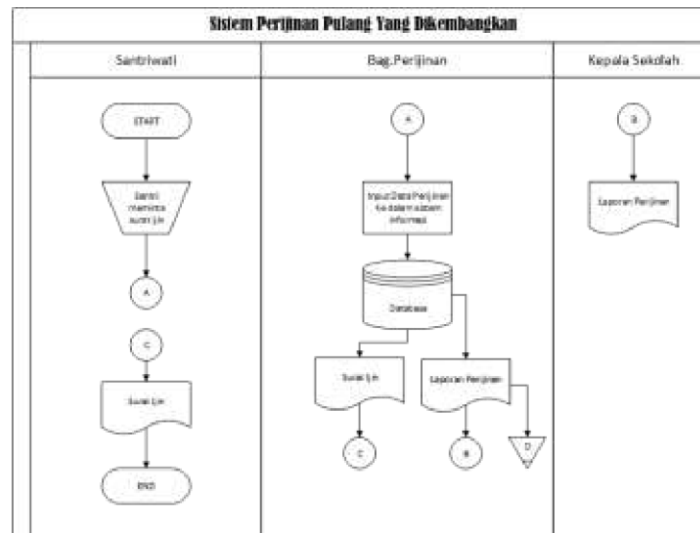 Sistem Perijinan Pulang Yang Dikembangkan
Santriwati
Bag.Perijinan
Kepala Sekolah
START
Santri
meminta
surat ijin
A
C
Surat Ijin
END
A
Input Data Perijinan
ke dalam sistem
informasi
Database
Surat Ijin
Laporan Perijinan
C
B
D
B
Laporan Perijinan